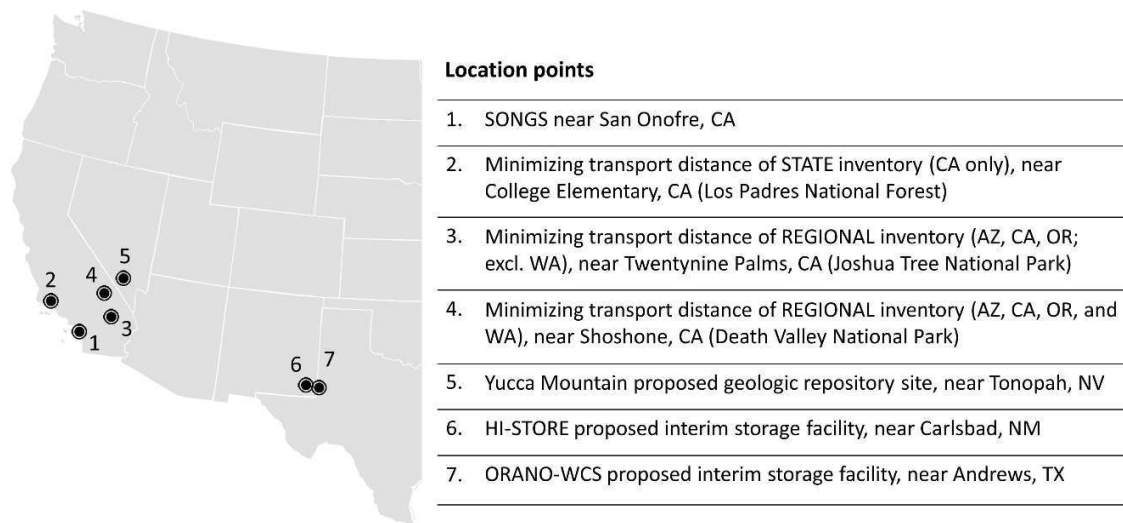 Location points
1. SONGS near San Onofre, CA
2. Minimizing transport distance of STATE inventory (CA only), near
College Elementary, CA (Los Padres National Forest)
3. Minimizing transport distance of REGIONAL inventory (AZ, CA, OR;
excl. WA), near Twentynine Palms, CA (Joshua Tree National Park)
4. Minimizing transport distance of REGIONAL inventory (AZ, CA, OR, and
WA), near Shoshone, CA (Death Valley National Park)
5. Yucca Mountain proposed geologic repository site, near Tonopah, NV
6. HI-STORE proposed interim storage facility, near Carlsbad, NM
7. ORANO-WCS proposed interim storage facility, near Andrews, TX
5
4
2
3
1
6
7